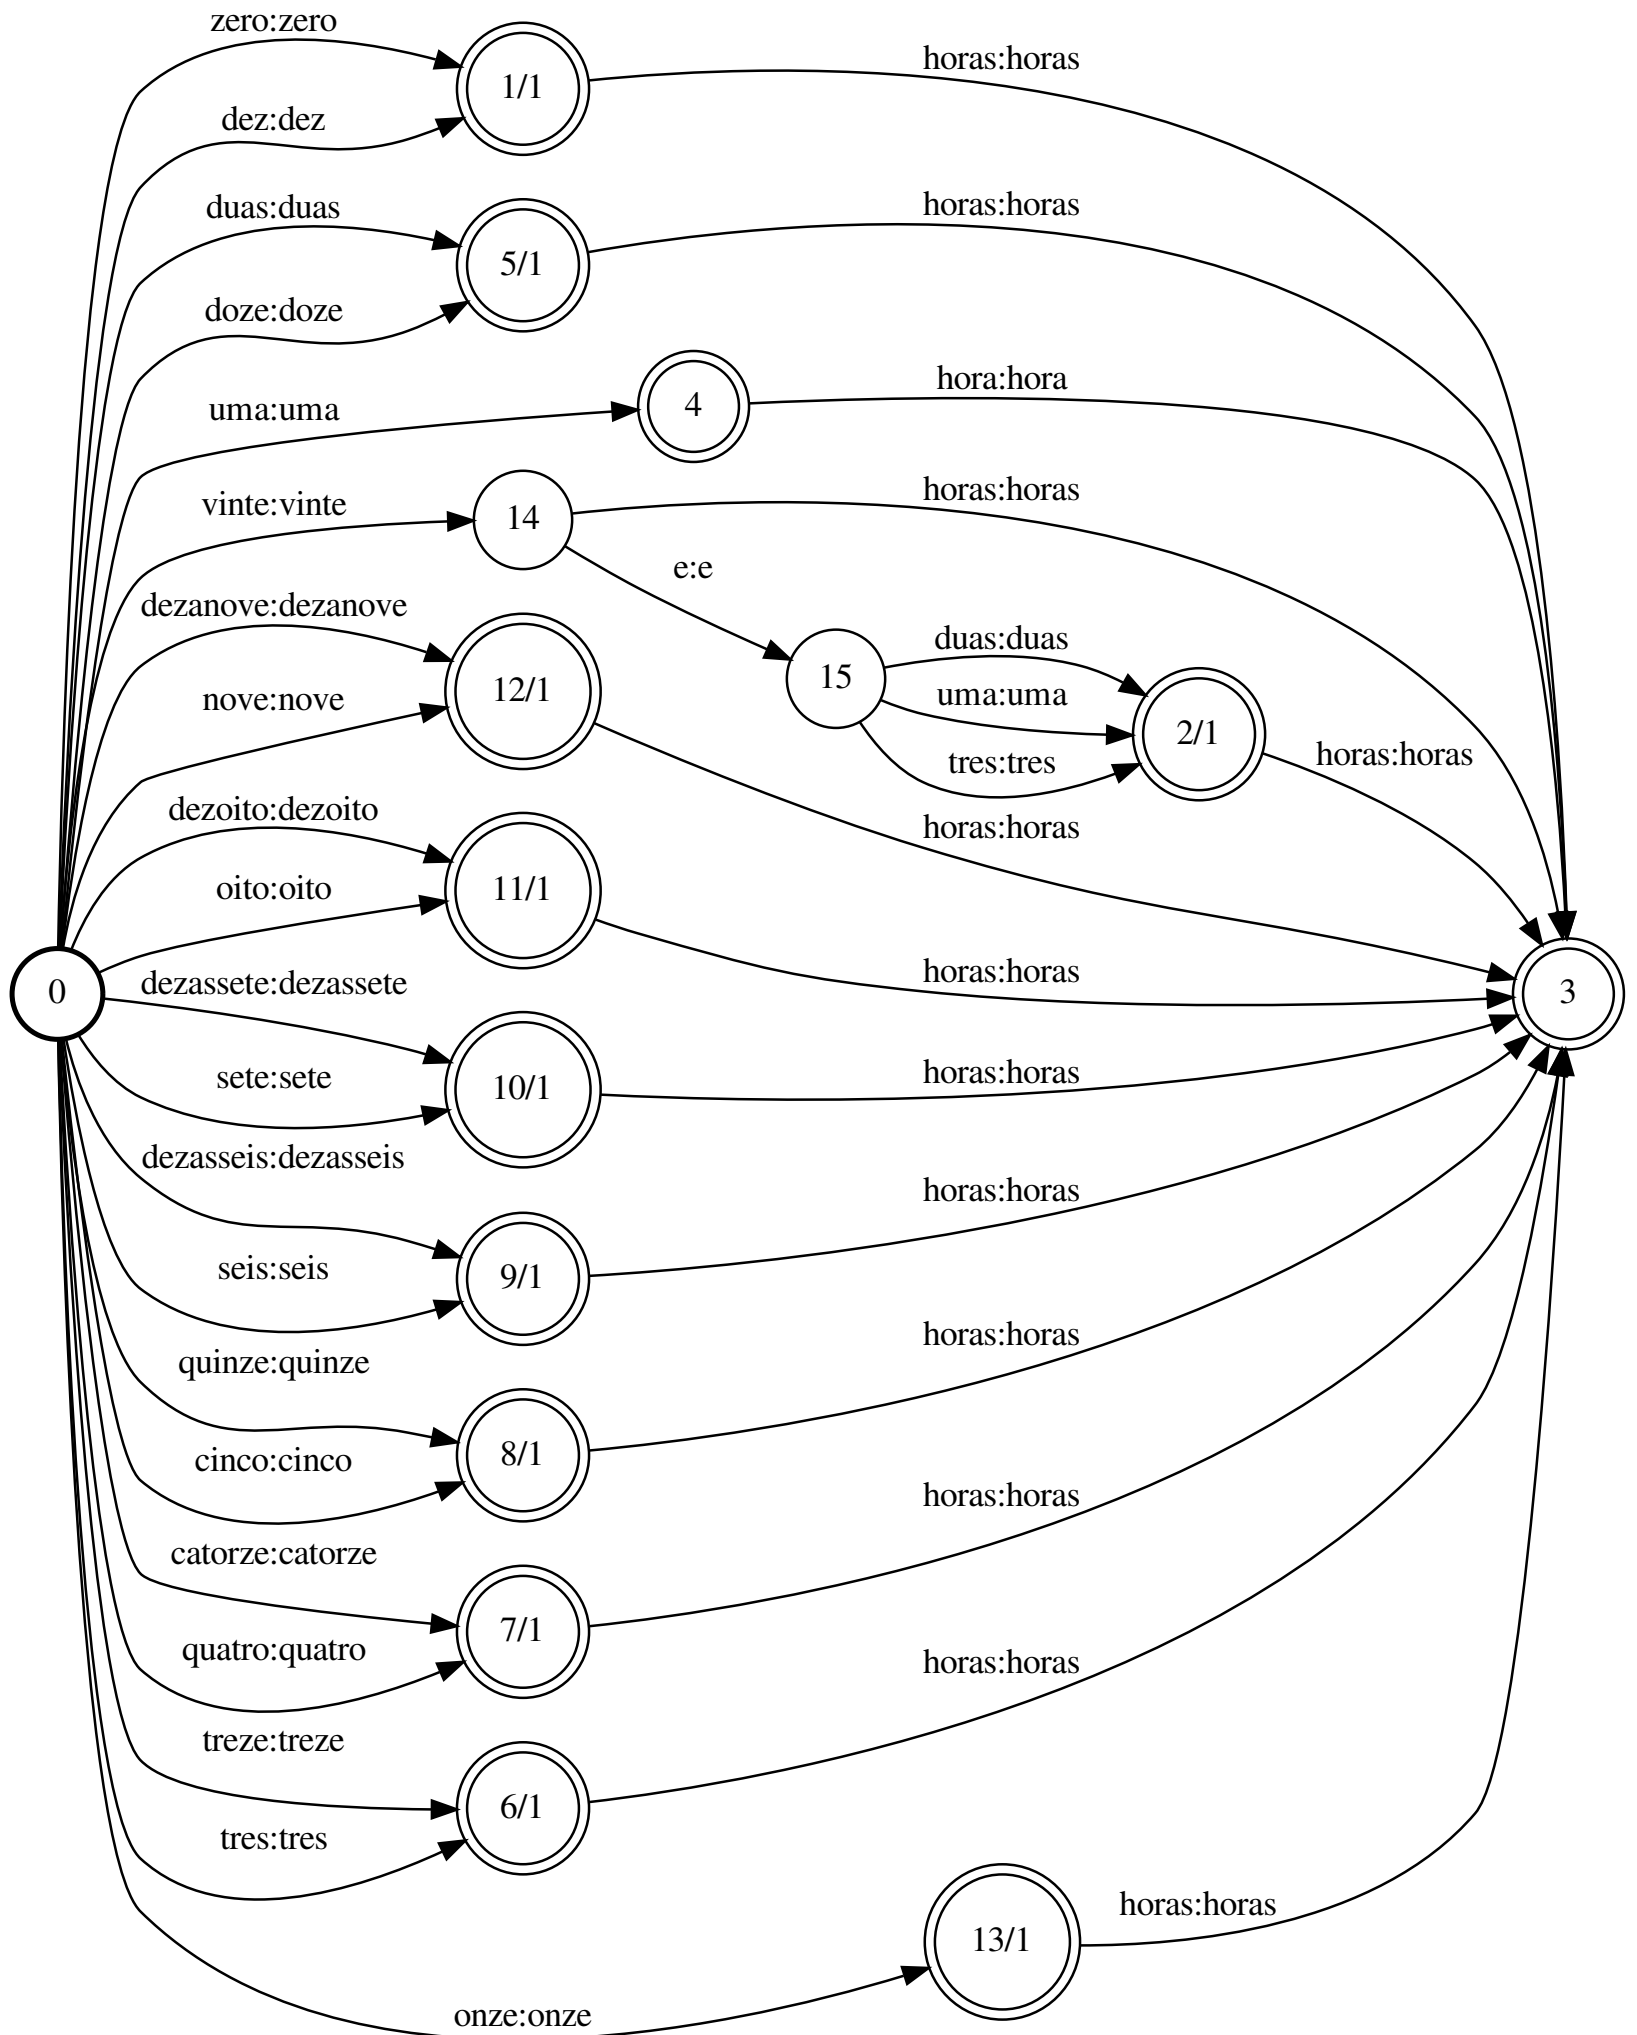 zero:zero
1/1
horas:horas
dez:dez
duas:duas
5/1
horas:horas
doze:doze
uma:uma
4
hora:hora
vinte:vinte
14
horas:horas
e:e
dezanove:dezanove
12/1
15
duas:duas
uma:uma
tres:tres
2/1
horas:horas
nove:nove
horas:horas
dezoito:dezoito
11/1
oito:oito
horas:horas
0
3
dezassete:dezassete
10/1
horas:horas
sete:sete
dezasseis:dezasseis
9/1
horas:horas
seis:seis
quinze:quinze
8/1
horas:horas
cinco:cinco
catorze:catorze
7/1
horas:horas
quatro:quatro
treze:treze
6/1
horas:horas
tres:tres
13/1
horas:horas
onze:onze